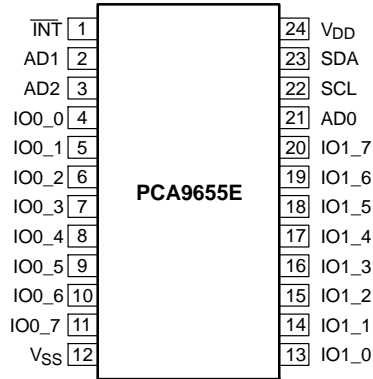 INT 1
AD1 2
AD2 3
IO0_0 4
IO0_1 5
IO0_2 6
IO0_3 7
IO0_4 8
IO0_5 9
IO0_6 10
IO0_7 11
VSS 12
PCA9655E
24 VDD
23 SDA
22 SCL
21 AD0
20 IO1_7
19 IO1_6
18 IO1_5
17 IO1_4
16 IO1_3
15 IO1_2
14 IO1_1
13 IO1_0